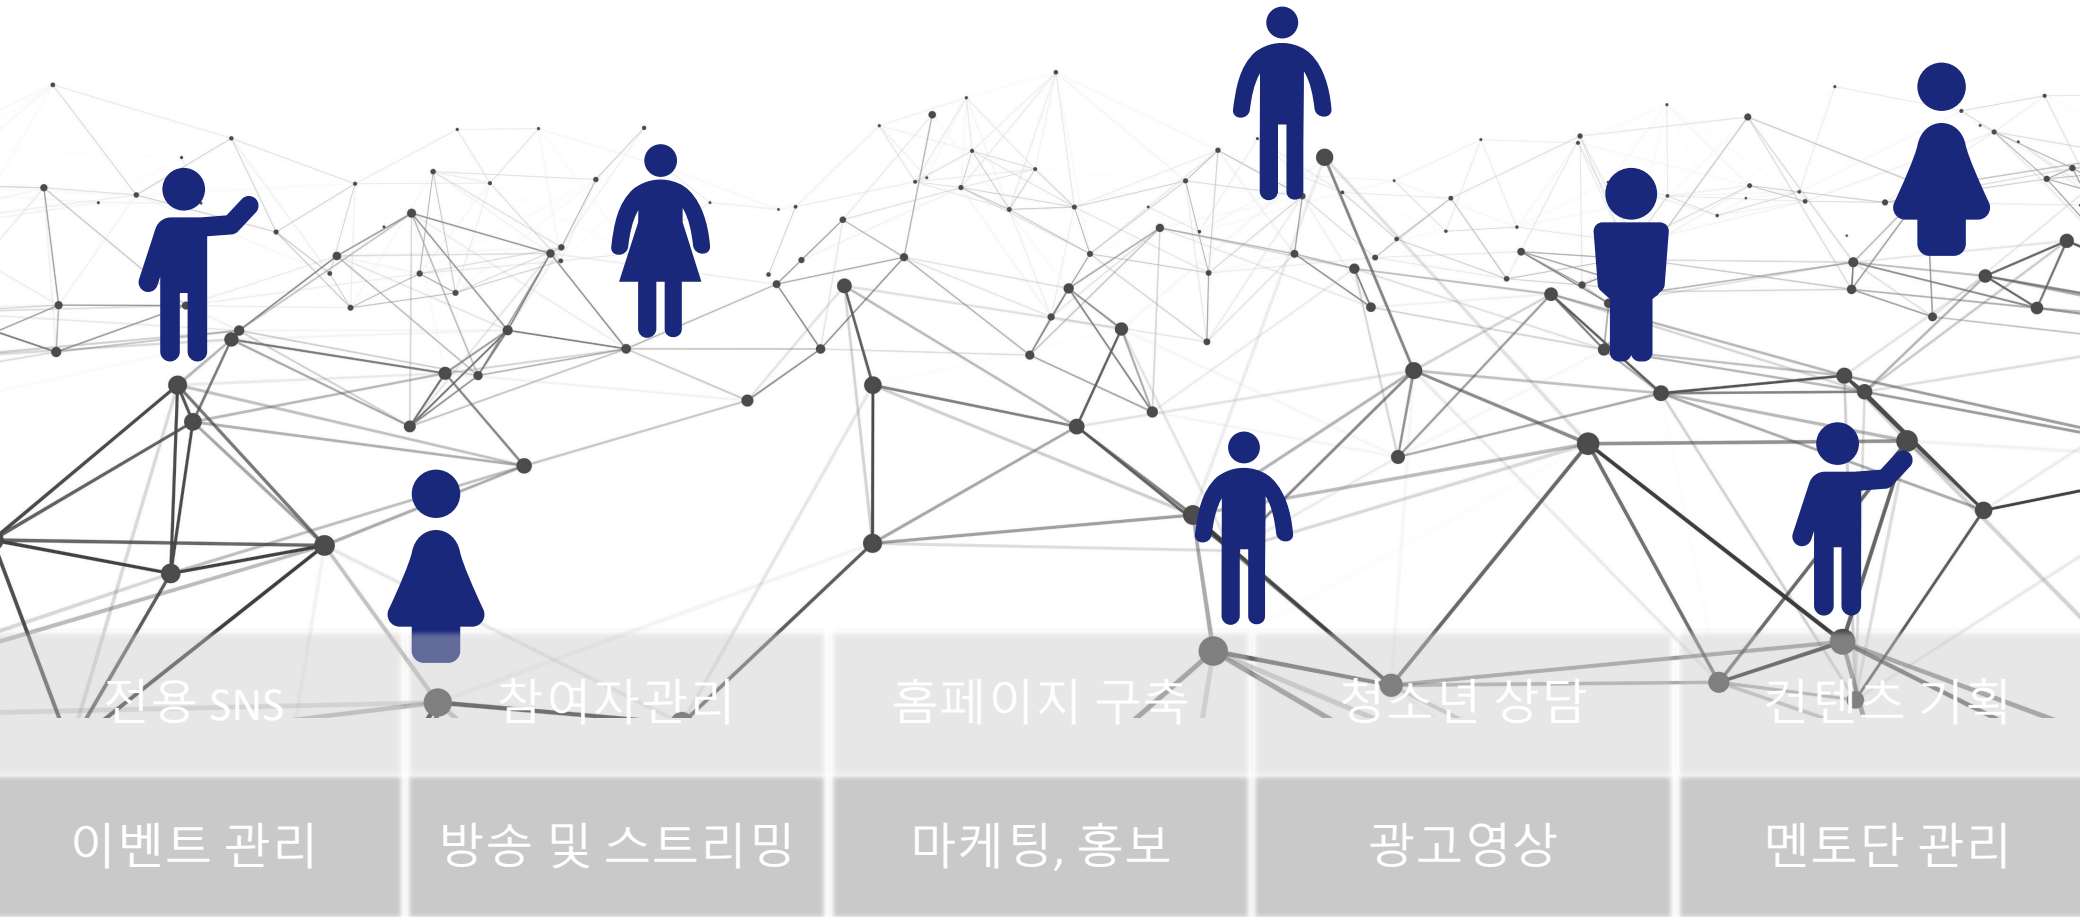 전용 SNS
참여자관리
홈페이지 구축
청소년 상담
컨텐츠 기획
이벤트 관리
방송 및 스트리밍
마케팅, 홍보
광고영상
멘토단 관리